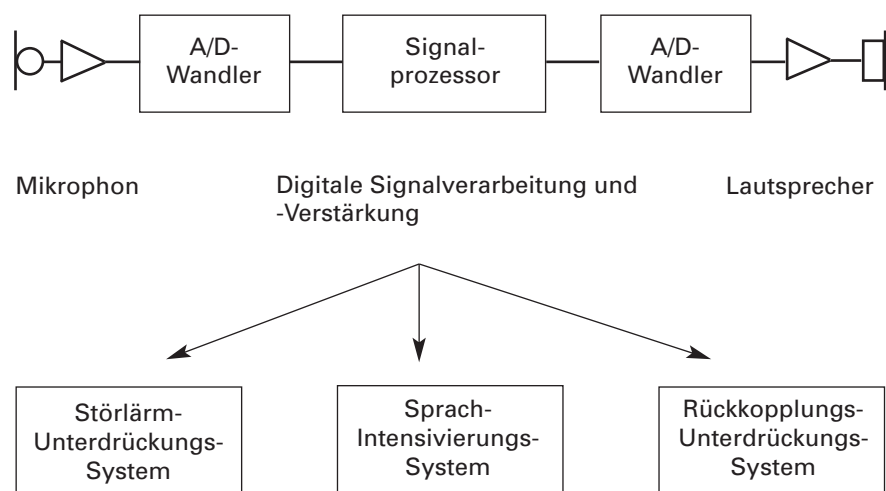 A/D-
Wandler
Signal-
prozessor
A/D-
Wandler
Mikrophon
Digitale Signalverarbeitung und
-Verstärkung
Lautsprecher
Störlärm-
Unterdrückungs-
System
Sprach-
Intensivierungs-
System
Rückkopplungs-
Unterdrückungs-
System